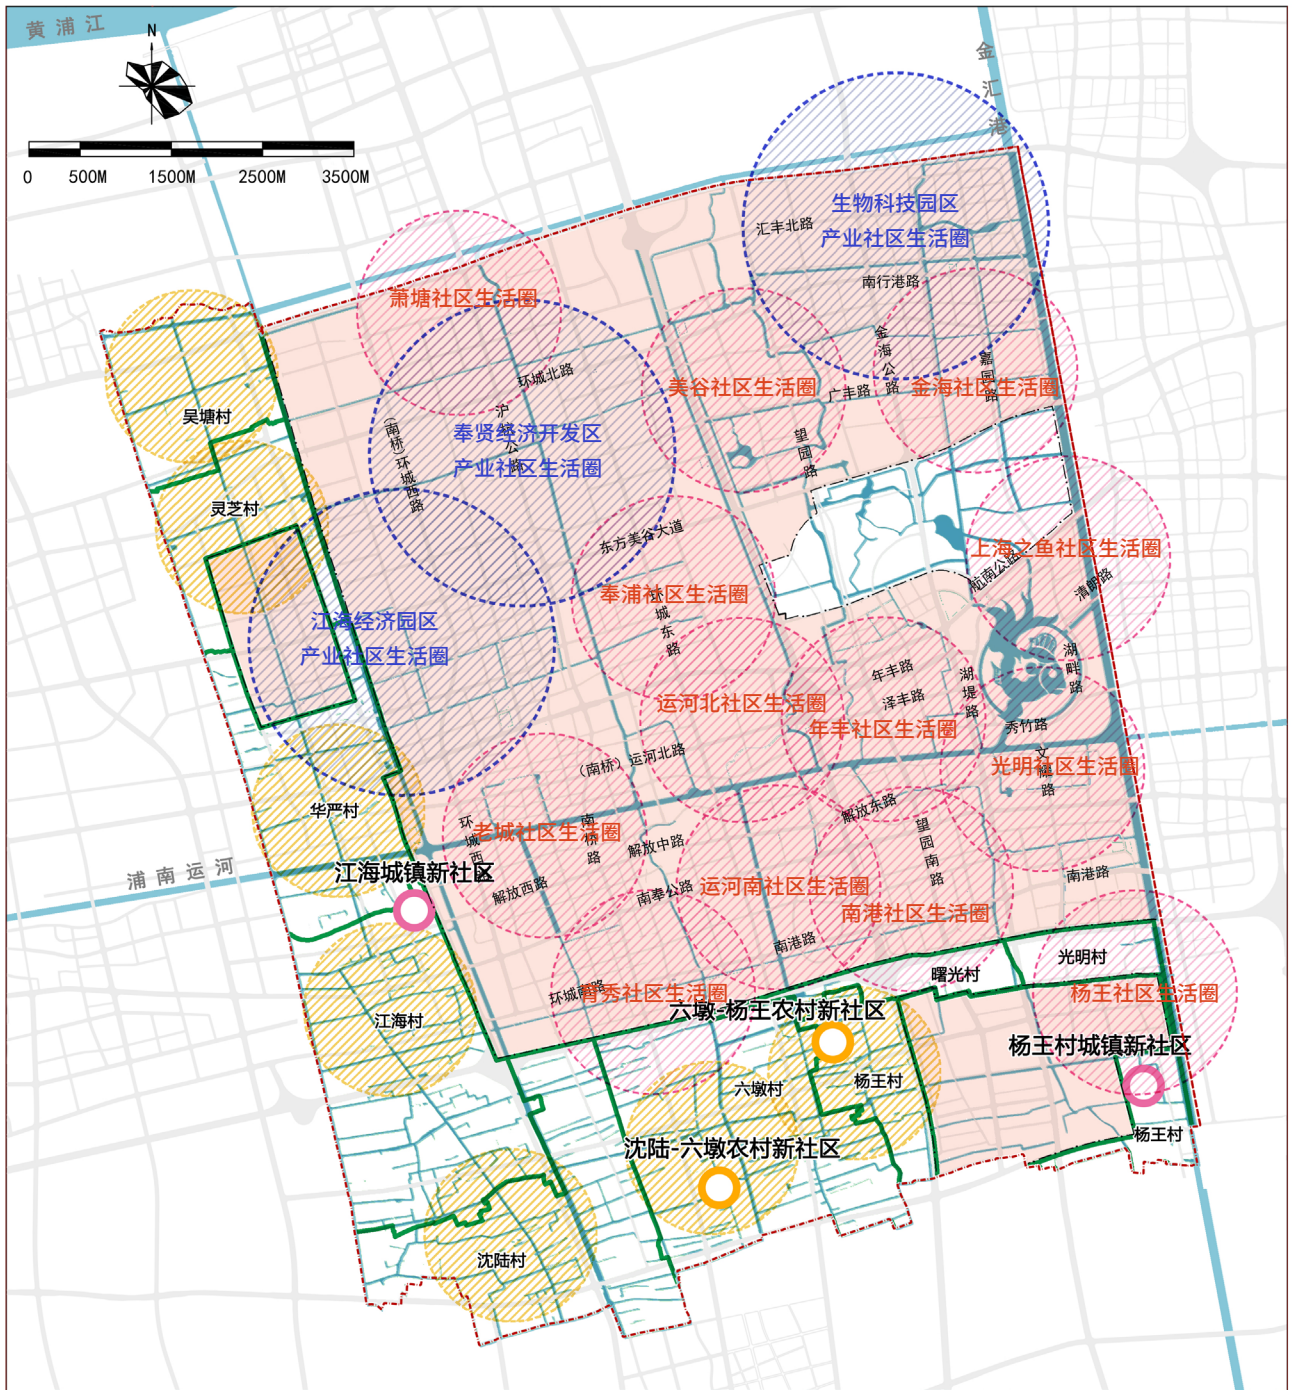 黄浦江
金汇港
N
0 500M 1500M 2500M 3500M
生物科技园区
产业社区生活圈
汇丰北路
南行港路
萧塘社区生活圈
金海公路
嘉园路
环城北路
美谷社区生活圈
广丰路
金海社区生活圈
吴塘村
沪杭公路
(南桥)环城西路
奉贤经济开发区
产业社区生活圈
望园路
灵芝村
东方美谷大道
上海之鱼社区生活圈
航南公路
清朗路
奉浦社区生活圈
环城东路
江海经济园区
产业社区生活圈
年丰路
湖畔路
湖堤路
泽丰路
运河北社区生活圈
年丰社区生活圈
秀竹路
文耀路
光明社区生活圈
(南桥)运河北路
华严村
解放东路
环城西路
老城社区生活圈
南桥路
解放中路
望园南路
浦南运河
江海城镇新社区
解放西路
南奉公路
运河南社区生活圈
南港路
南港社区生活圈
南港路
光明村
曙光村
环城南路
育秀社区生活圈
杨王社区生活圈
六墩-杨王农村新社区
江海村
杨王村城镇新社区
六墩村
杨王村
杨王村
沈陆-六墩农村新社区
沈陆村